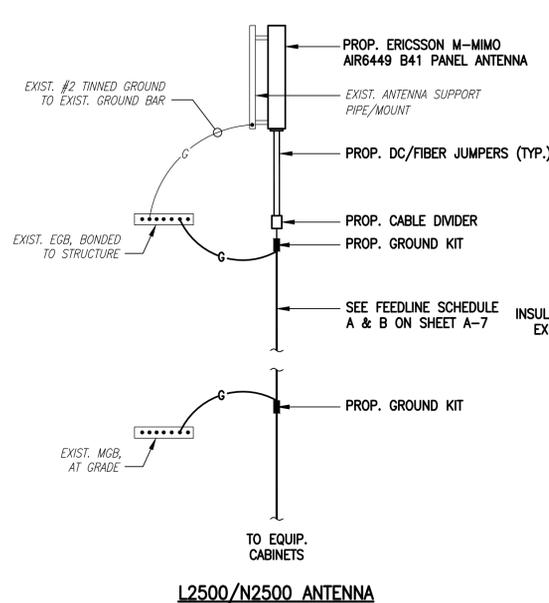 PROP. ERICSSON M-MIMO
AIR6449 B41 PANEL ANTENNA
EXIST. #2 TINNED GROUND
TO EXIST. GROUND BAR
EXIST. ANTENNA SUPPORT
PIPE/MOUNT
G
PROP. DC/FIBER JUMPERS (TYP.)
PROP. CABLE DIVIDER
EXIST. EGB, BONDED
TO STRUCTURE
PROP. GROUND KIT
G
SEE FEEDLINE SCHEDULE
A & B ON SHEET A-7
INSUL
EX
G
PROP. GROUND KIT
EXIST. MGB,
AT GRADE
TO EQUIP.
CABINETS
L2500/N2500 ANTENNA